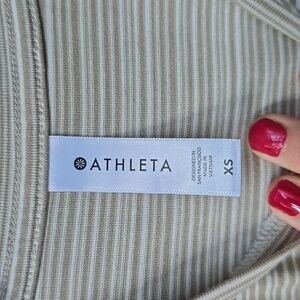 ATHLETA
DESIGNED IN
SAN FRANCISCO
MADE IN
VIETNAM
XS